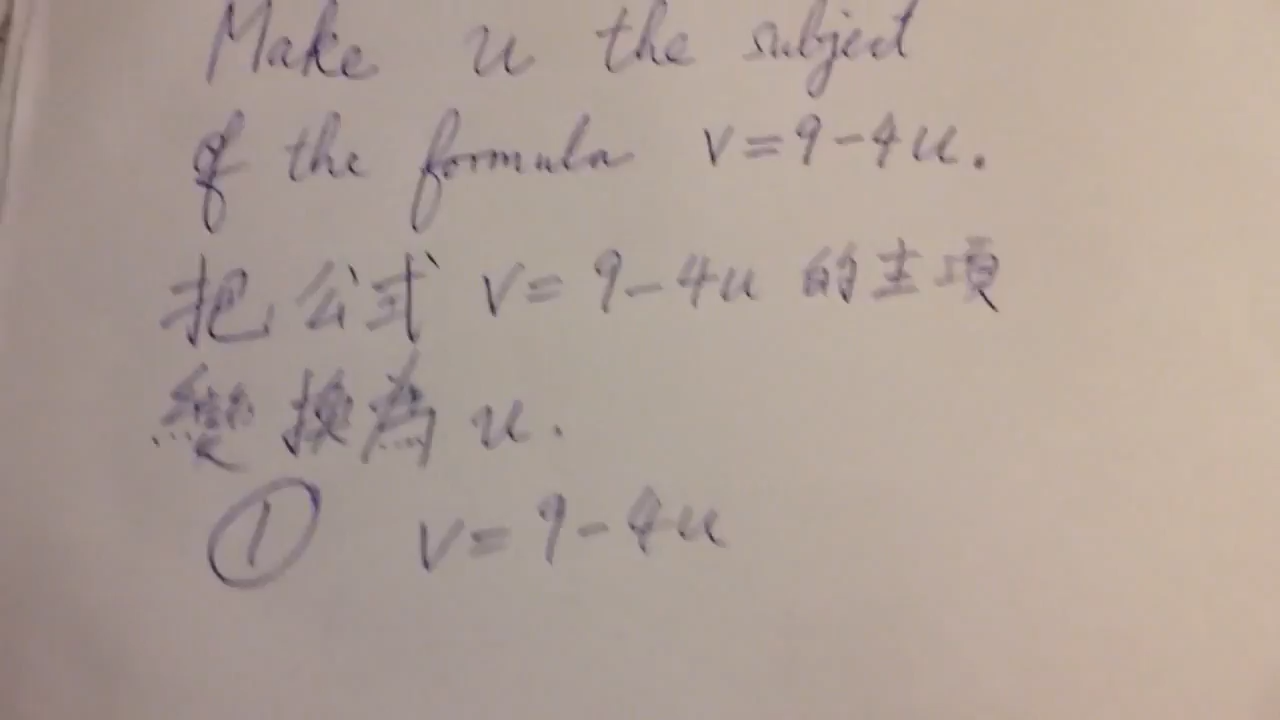 Make u the subject
of the formula v=9-4u.
把公式 v=9-4u 的主項
變換為 u.
① v=9-4u